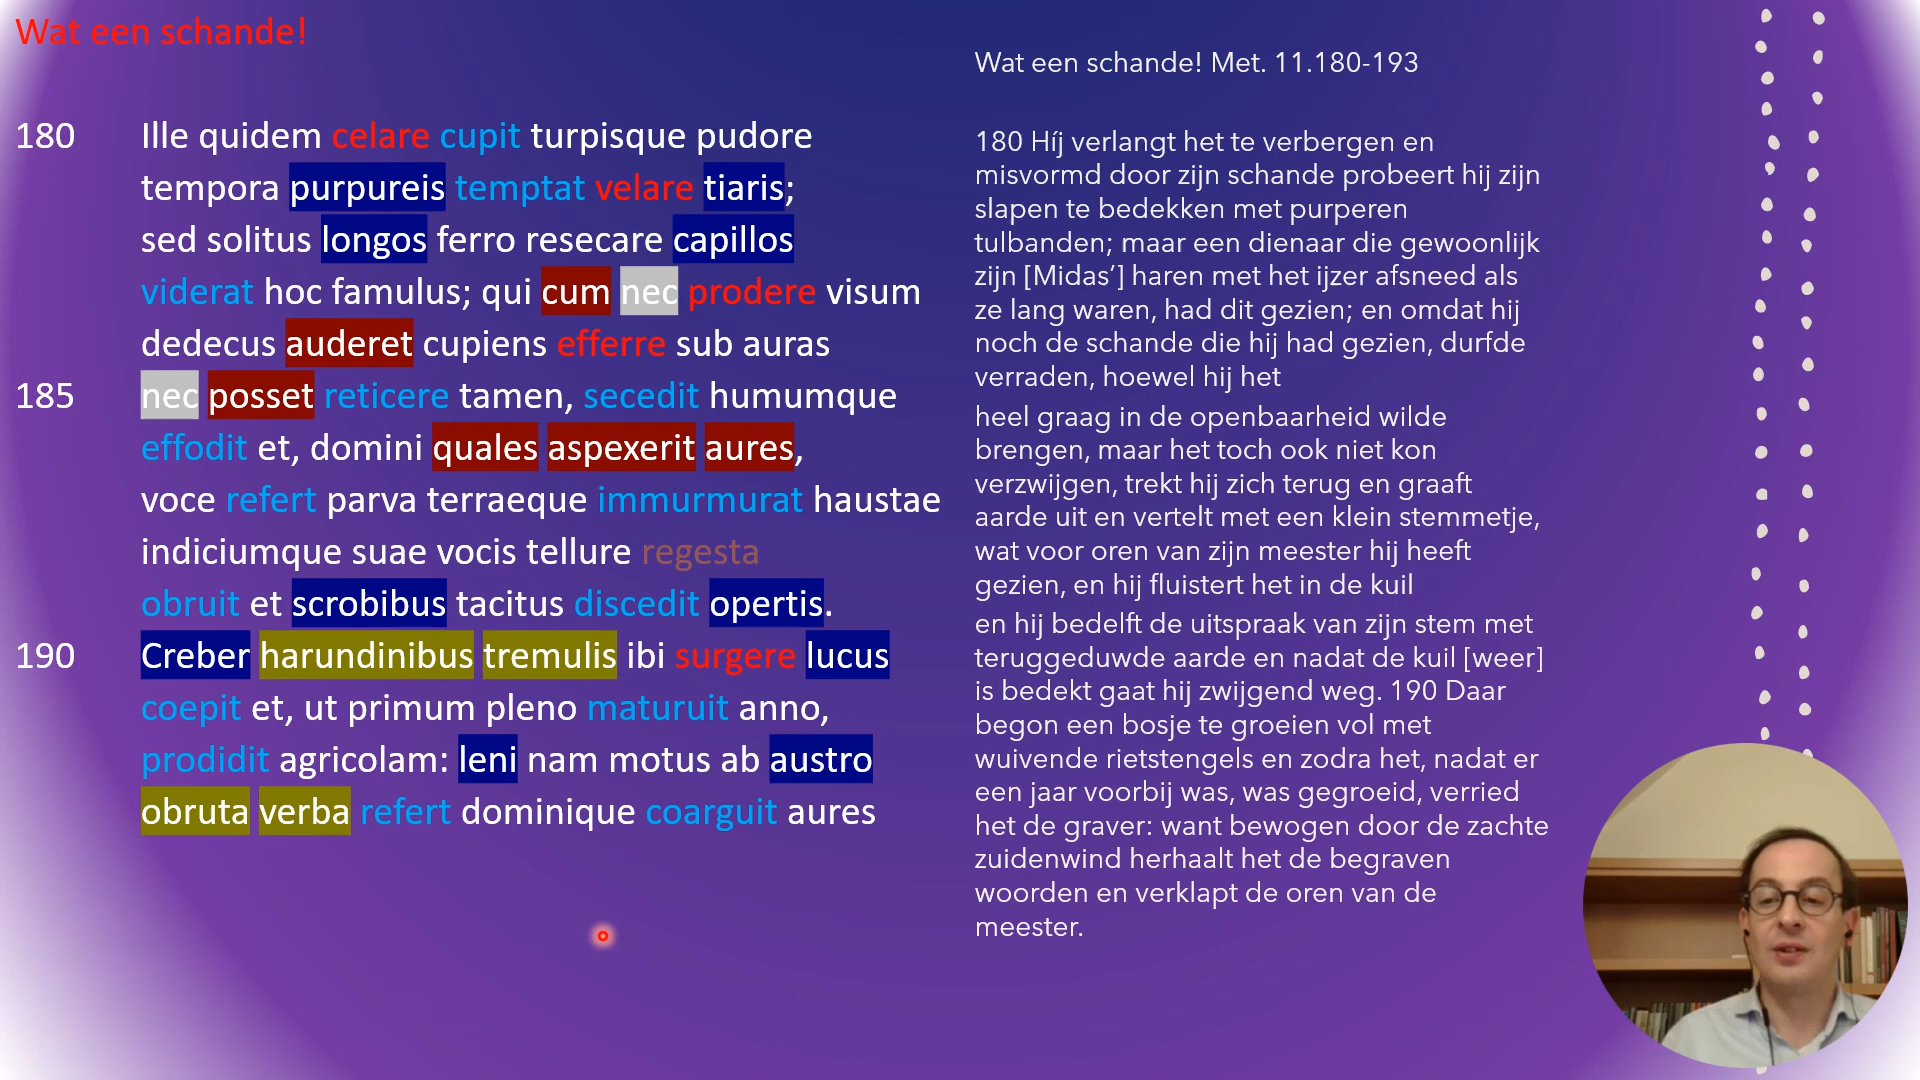 Wat een schande!
180 Ille quidem celare cupit turpisque pudore
tempora purpureis temptat velare tiaris;
sed solitus longos ferro resecare capillos
viderat hoc famulus; qui cum nec prodere visum
dedecus auderet cupiens efferre sub auras
185 nec posset reticere tamen, secedit humumque
effodit et, domini quales aspexerit aures,
voce refert parva terraeque immurmurat haustae
indiciumque suae vocis tellure regesta
obruit et scrobibus tacitus discedit opertis.
190 Creber harundinibus tremulis ibi surgere lucus
coepit et, ut primum pleno maturuit anno,
prodidit agricolam: leni nam motus ab austro
obruta verba refert dominique coarguit aures
Wat een schande! Met. 11.180-193
180 Híj verlangt het te verbergen en
misvormd door zijn schande probeert hij zijn
slapen te bedekken met purperen
tulbanden; maar een dienaar die gewoonlijk
zijn [Midas’] haren met het ijzer afsneed als
ze lang waren, had dit gezien; en omdat hij
noch de schande die hij had gezien, durfde
verraden, hoewel hij het
heel graag in de openbaarheid wilde
brengen, maar het toch ook niet kon
verzwijgen, trekt hij zich terug en graaft
aarde uit en vertelt met een klein stemmetje,
wat voor oren van zijn meester hij heeft
gezien, en hij fluistert het in de kuil
en hij bedelft de uitspraak van zijn stem met
teruggeduwde aarde en nadat de kuil [weer]
is bedekt gaat hij zwijgend weg. 190 Daar
begon een bosje te groeien vol met
wuivende rietstengels en zodra het, nadat er
een jaar voorbij was, was gegroeid, verried
het de graver: want bewogen door de zachte
zuidenwind herhaalt het de begraven
woorden en verklapt de oren van de
meester.